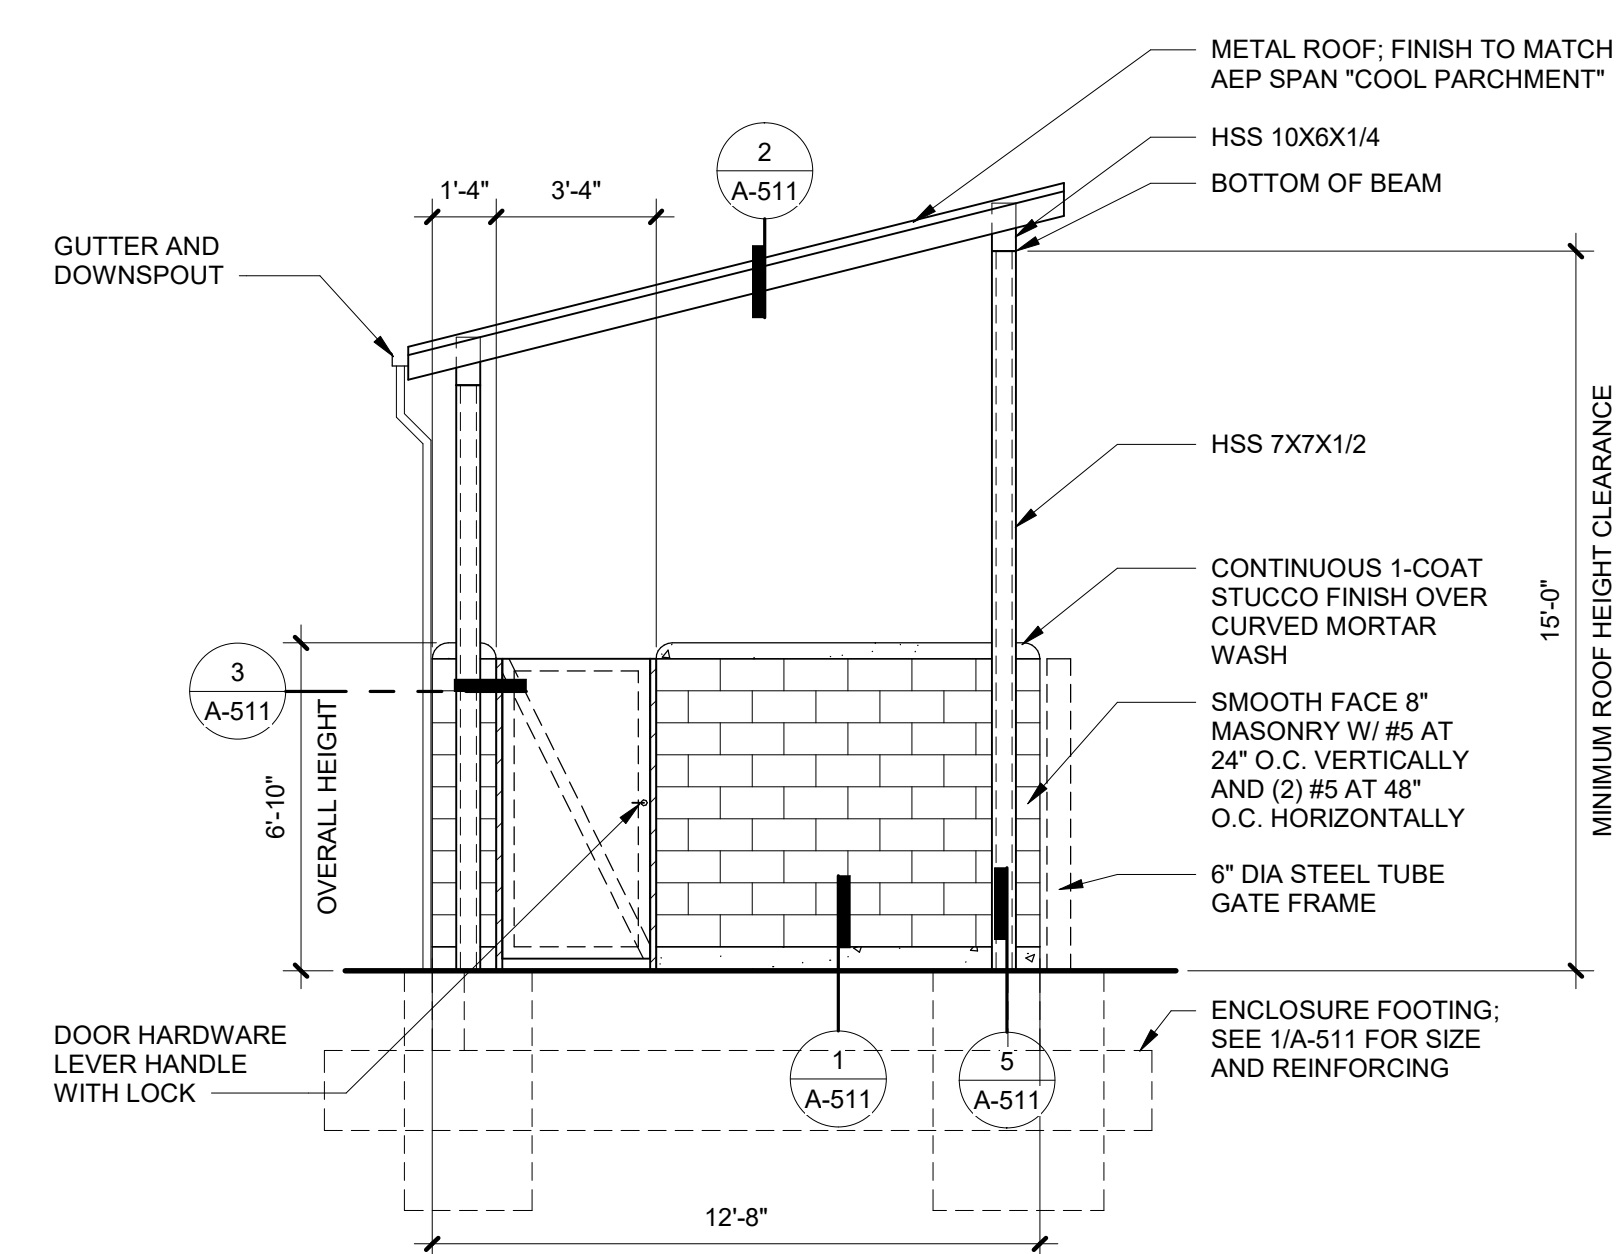 METAL ROOF; FINISH TO MATCH
AEP SPAN "COOL PARCHMENT"
HSS 10X6X1/4
BOTTOM OF BEAM
2
A-511
1'-4"
3'-4"
GUTTER AND
DOWNSPOUT
HSS 7X7X1/2
15'-0"
MINIMUM ROOF HEIGHT CLEARANCE
CONTINUOUS 1-COAT
STUCCO FINISH OVER
CURVED MORTAR
WASH
3
A-511
6'-10"
OVERALL HEIGHT
SMOOTH FACE 8"
MASONRY W/ #5 AT
24" O.C. VERTICALLY
AND (2) #5 AT 48"
O.C. HORIZONTALLY
6" DIA STEEL TUBE
GATE FRAME
DOOR HARDWARE
LEVER HANDLE
WITH LOCK
1
A-511
5
A-511
ENCLOSURE FOOTING;
SEE 1/A-511 FOR SIZE
AND REINFORCING
12'-8"